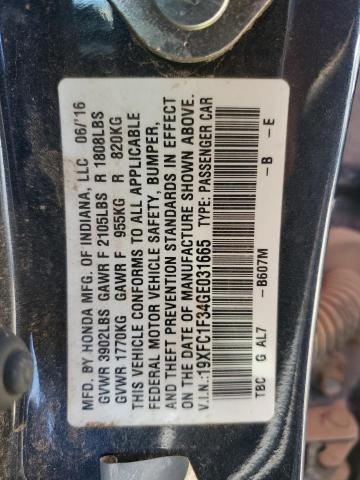 MFD. BY HONDA MFG. OF INDIANA, LLC 06/'16
GVWR 3902LBS GAWR F 2105LBS R 1808LBS
GVWR 1770KG GAWR F 955KG R 820KG
THIS VEHICLE CONFORMS TO ALL APPLICABLE
FEDERAL MOTOR VEHICLE SAFETY, BUMPER,
AND THEFT PREVENTION STANDARDS IN EFFECT
ON THE DATE OF MANUFACTURE SHOWN ABOVE.
V.I.N.:19XFC1F34GE031665 TYPE: PASSENGER CAR
-B607M -B -E
TBC G AL7